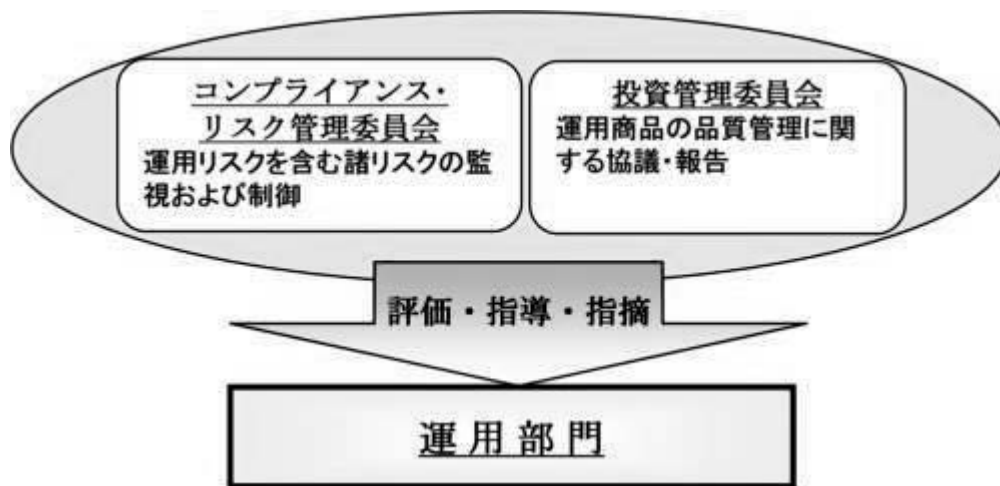 コンプライアンス・
リスク管理委員会
運用リスクを含む諸リスクの監
視および制御
投資管理委員会
運用商品の品質管理に関
する協議・報告
評価・指導・指摘
運用部門